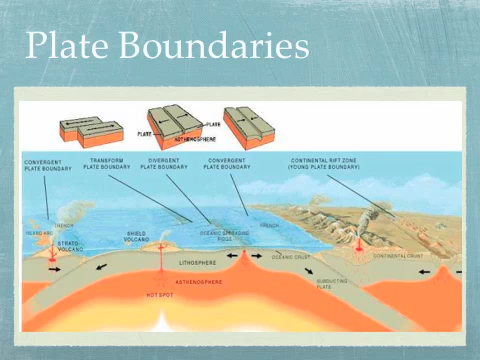 Plate Boundaries
PLATE
PLATE
ASTHENOSPHERE
CONVERGENT
PLATE BOUNDARY
TRANSFORM
PLATE BOUNDARY
DIVERGENT
PLATE BOUNDARY
CONVERGENT
PLATE BOUNDARY
CONTINENTAL RIFT ZONE
(YOUNG PLATE BOUNDARY)
TRENCH
ISLAND ARC
STRATO-
VOLCANO
SHIELD
VOLCANO
OCEANIC SPREADING
RIDGE
TRENCH
LITHOSPHERE
OCEANIC CRUST
CONTINENTAL CRUST
ASTHENOSPHERE
SUBDUCTING
PLATE
HOT SPOT